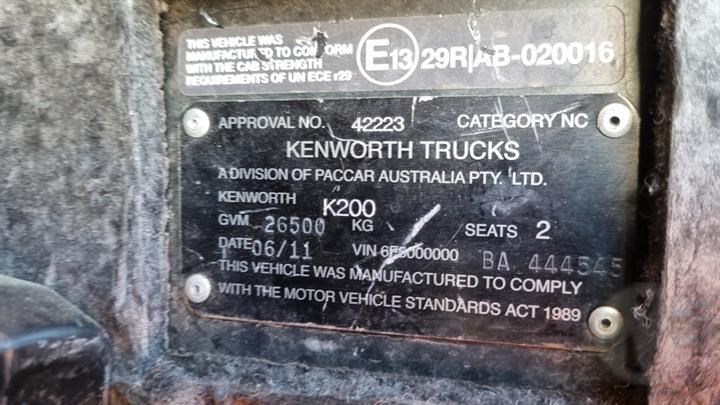 THIS VEHICLE WAS
MANUFACTURED TO CONFORM
WITH THE CAB STRENGTH
REQUIREMENTS OF UN ECE r29
E13 29R|AB-020016
APPROVAL NO. 42223 CATEGORY NC
KENWORTH TRUCKS
A DIVISION OF PACCAR AUSTRALIA PTY. LTD.
KENWORTH K200
GVM 26500 KG SEATS 2
DATE 06/11 VIN 6F5000000 BA 444545
THIS VEHICLE WAS MANUFACTURED TO COMPLY
WITH THE MOTOR VEHICLE STANDARDS ACT 1989